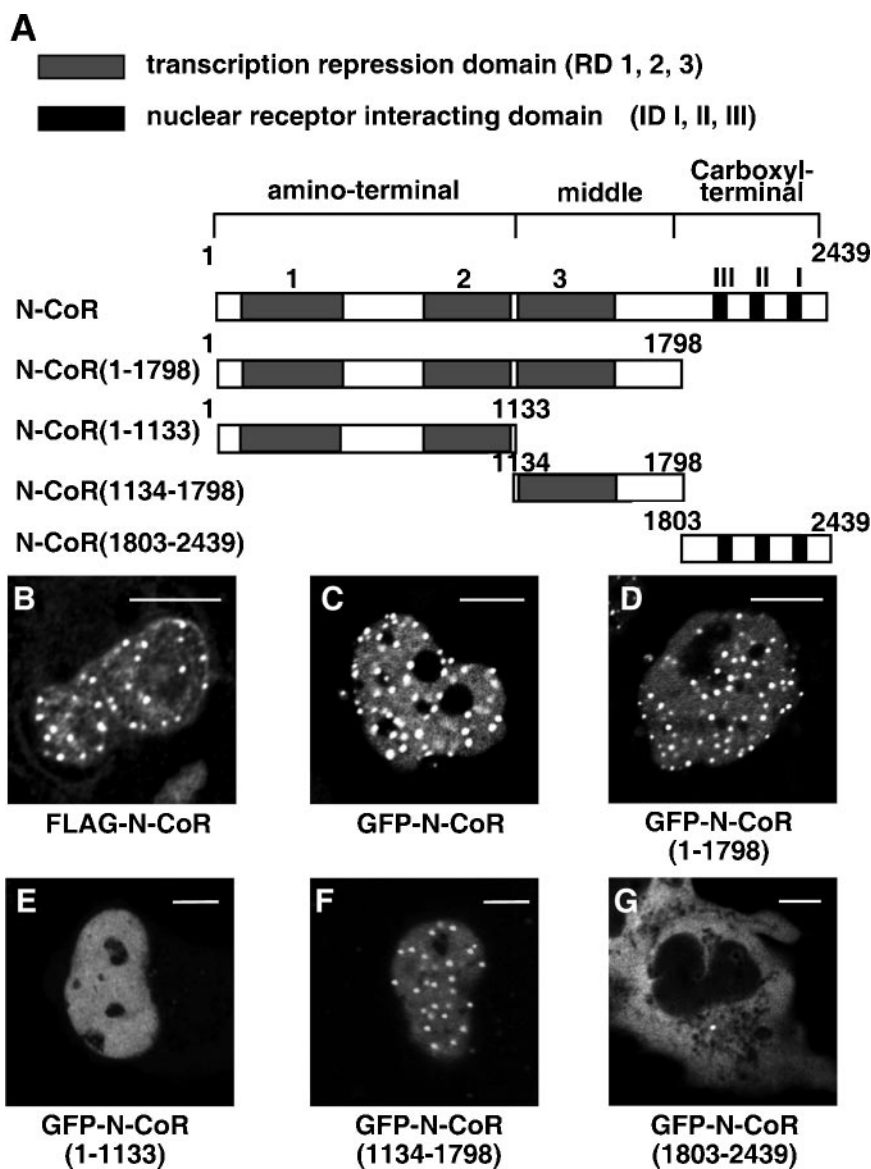 A
transcription repression domain (RD 1, 2, 3)
nuclear receptor interacting domain (ID I, II, III)
amino-terminal middle Carboxyl-
terminal
1 2439
1 2 3 III II I
N-CoR
1 1798
N-CoR(1-1798)
1 1133
N-CoR(1-1133)
1134 1798
N-CoR(1134-1798)
1803 2439
N-CoR(1803-2439)
B C D
FLAG-N-CoR GFP-N-CoR GFP-N-CoR
(1-1798)
E F G
GFP-N-CoR GFP-N-CoR GFP-N-CoR
(1-1133) (1134-1798) (1803-2439)